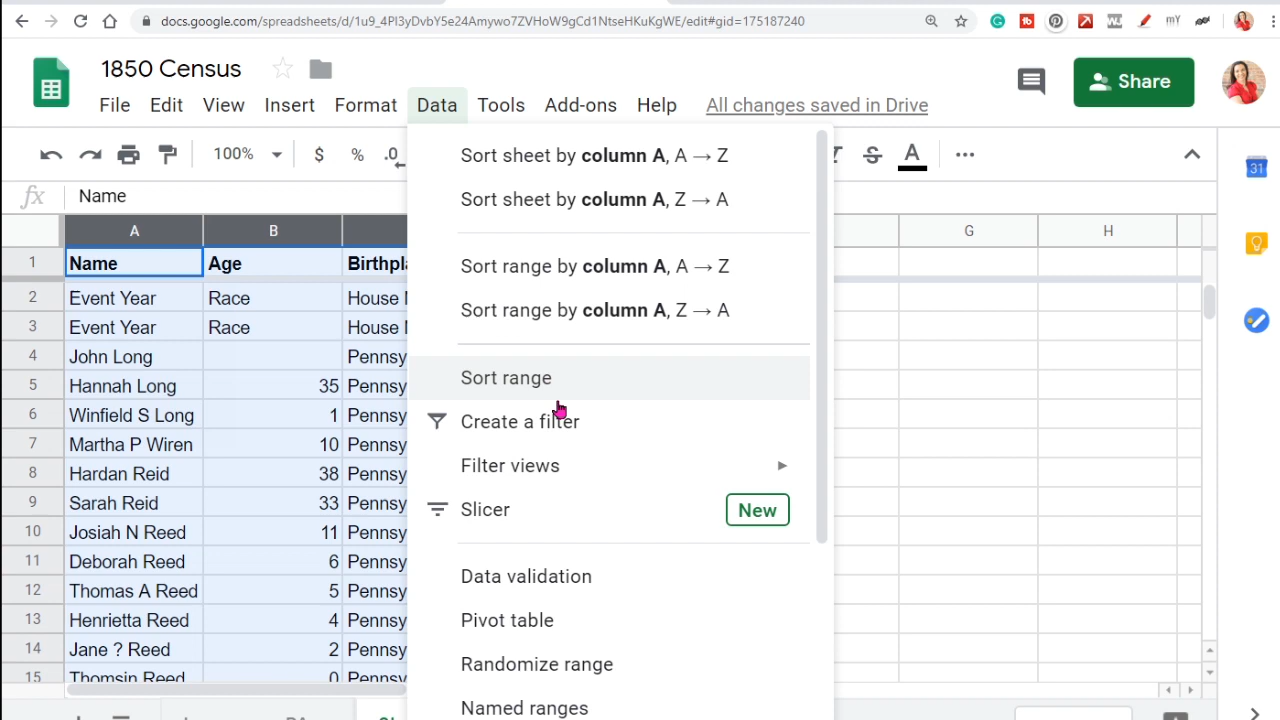 docs.google.com/spreadsheets/d/1u9_4Pl3yDvbY5e24Amywo7ZVHoW9gCd1NtseHKuKgWE/edit#gid=175187240
1850 Census
File Edit View Insert Format Data Tools Add-ons Help All changes saved in Drive
Share
100% $ % .0
fx Name
A B G H
1 Name Age Birthpl
2 Event Year Race House
3 Event Year Race House
4 John Long Pennsy
5 Hannah Long 35 Pennsy
6 Winfield S Long 1 Pennsy
7 Martha P Wiren 10 Pennsy
8 Hardan Reid 38 Pennsy
9 Sarah Reid 33 Pennsy
10 Josiah N Reed 11 Pennsy
11 Deborah Reed 6 Pennsy
12 Thomas A Reed 5 Pennsy
13 Henrietta Reed 4 Pennsy
14 Jane ? Reed 2 Pennsy
15 Thomsin Reed 0 Pennsy
Sort sheet by column A, A → Z
Sort sheet by column A, Z → A
Sort range by column A, A → Z
Sort range by column A, Z → A
Sort range
Create a filter
Filter views
Slicer New
Data validation
Pivot table
Randomize range
Named ranges
31